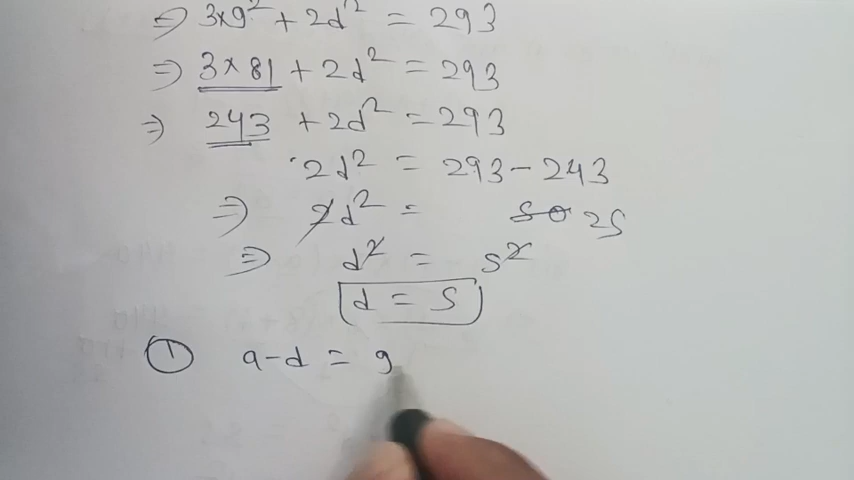 ⇒ 3×9² + 2d² = 293
⇒ 3 × 81 + 2d² = 293
⇒ 243 + 2d² = 293
2d² = 293 - 243
⇒ 2d² = 50 25
⇒ d² = 5²
d = 5
① a-d = 9